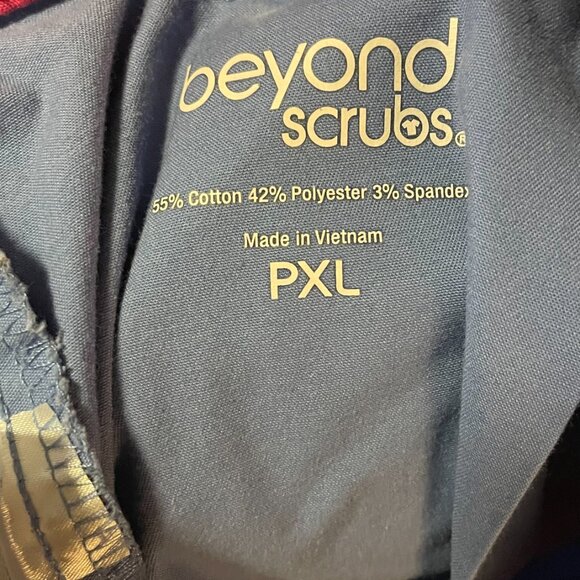 beyond
scrubs®
55% Cotton 42% Polyester 3% Spandex
Made in Vietnam
PXL